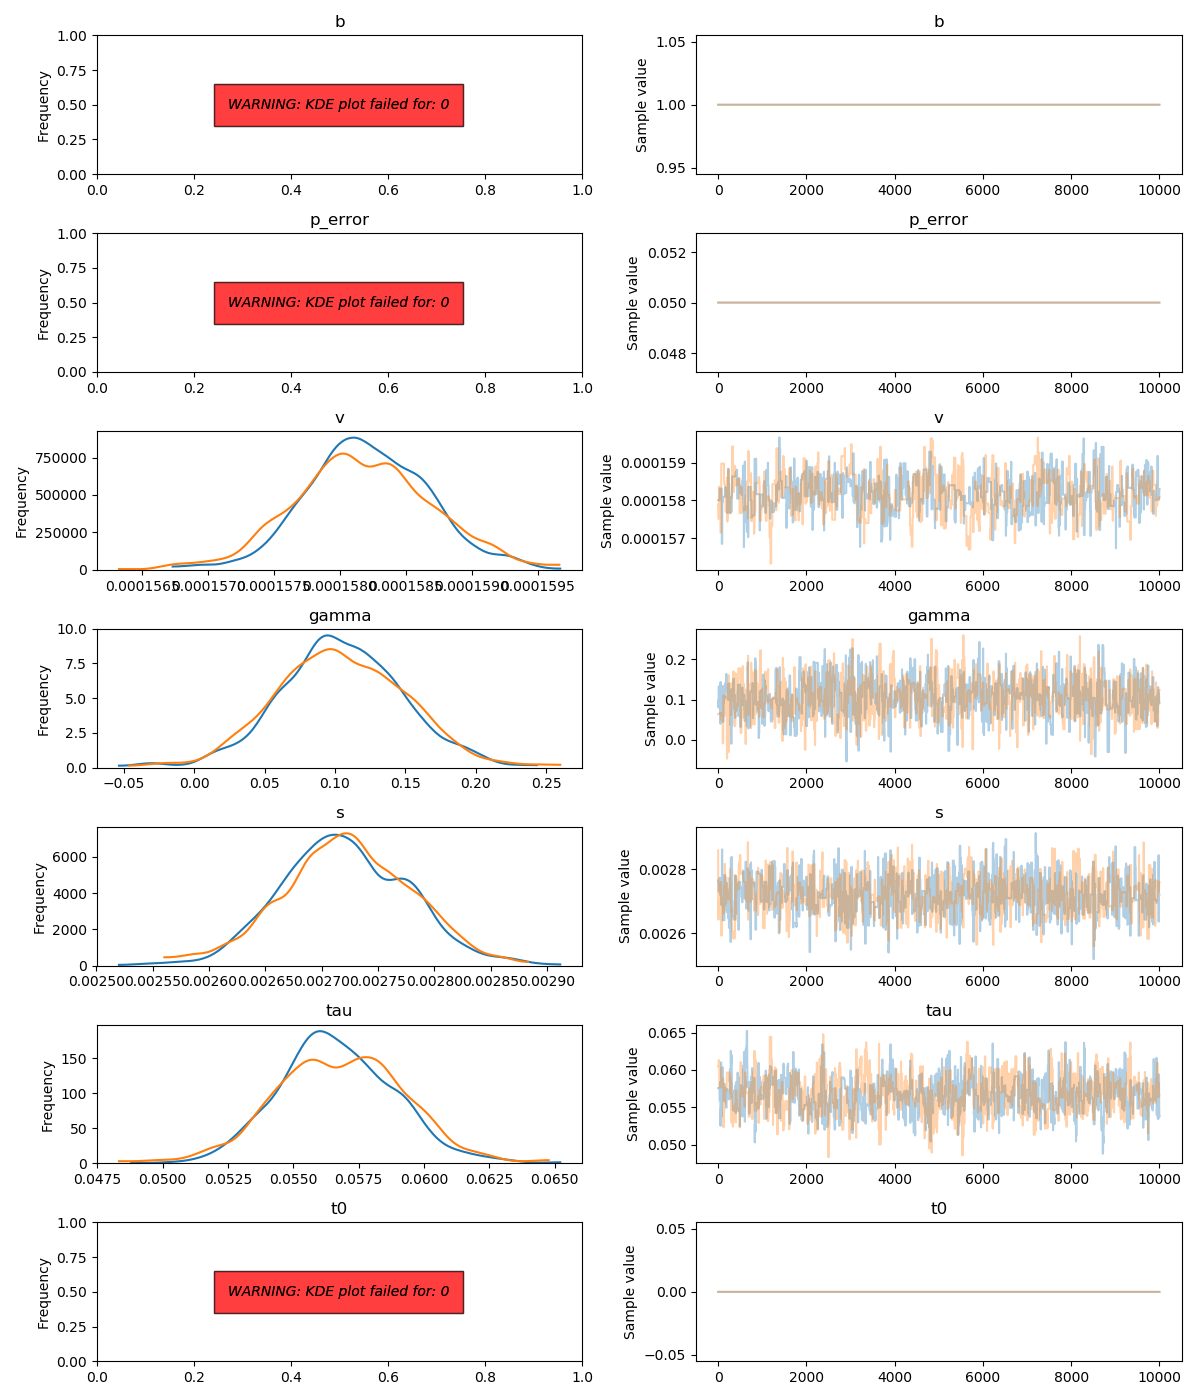 b
b
Frequency
1.00
0.75
0.50
0.25
0.00
WARNING: KDE plot failed for: 0
0.0 0.2 0.4 0.6 0.8 1.0
Sample value
1.05
1.00
0.95
0 2000 4000 6000 8000 10000
p_error
p_error
Frequency
1.00
0.75
0.50
0.25
0.00
WARNING: KDE plot failed for: 0
0.0 0.2 0.4 0.6 0.8 1.0
Sample value
0.052
0.050
0.048
0 2000 4000 6000 8000 10000
v
v
Frequency
750000
500000
250000
0
0.0001565 0.0001570 0.0001575 0.0001580 0.0001585 0.0001590 0.0001595
Sample value
0.000159
0.000158
0.000157
0 2000 4000 6000 8000 10000
gamma
gamma
Frequency
10.0
7.5
5.0
2.5
0.0
−0.05 0.00 0.05 0.10 0.15 0.20 0.25
Sample value
0.2
0.1
0.0
0 2000 4000 6000 8000 10000
s
s
Frequency
6000
4000
2000
0
0.00250 0.00255 0.00260 0.00265 0.00270 0.00275 0.00280 0.00285 0.00290
Sample value
0.0028
0.0026
0 2000 4000 6000 8000 10000
tau
tau
Frequency
150
100
50
0
0.0475 0.0500 0.0525 0.0550 0.0575 0.0600 0.0625 0.0650
Sample value
0.065
0.060
0.055
0.050
0 2000 4000 6000 8000 10000
t0
t0
Frequency
1.00
0.75
0.50
0.25
0.00
WARNING: KDE plot failed for: 0
0.0 0.2 0.4 0.6 0.8 1.0
Sample value
0.05
0.00
−0.05
0 2000 4000 6000 8000 10000